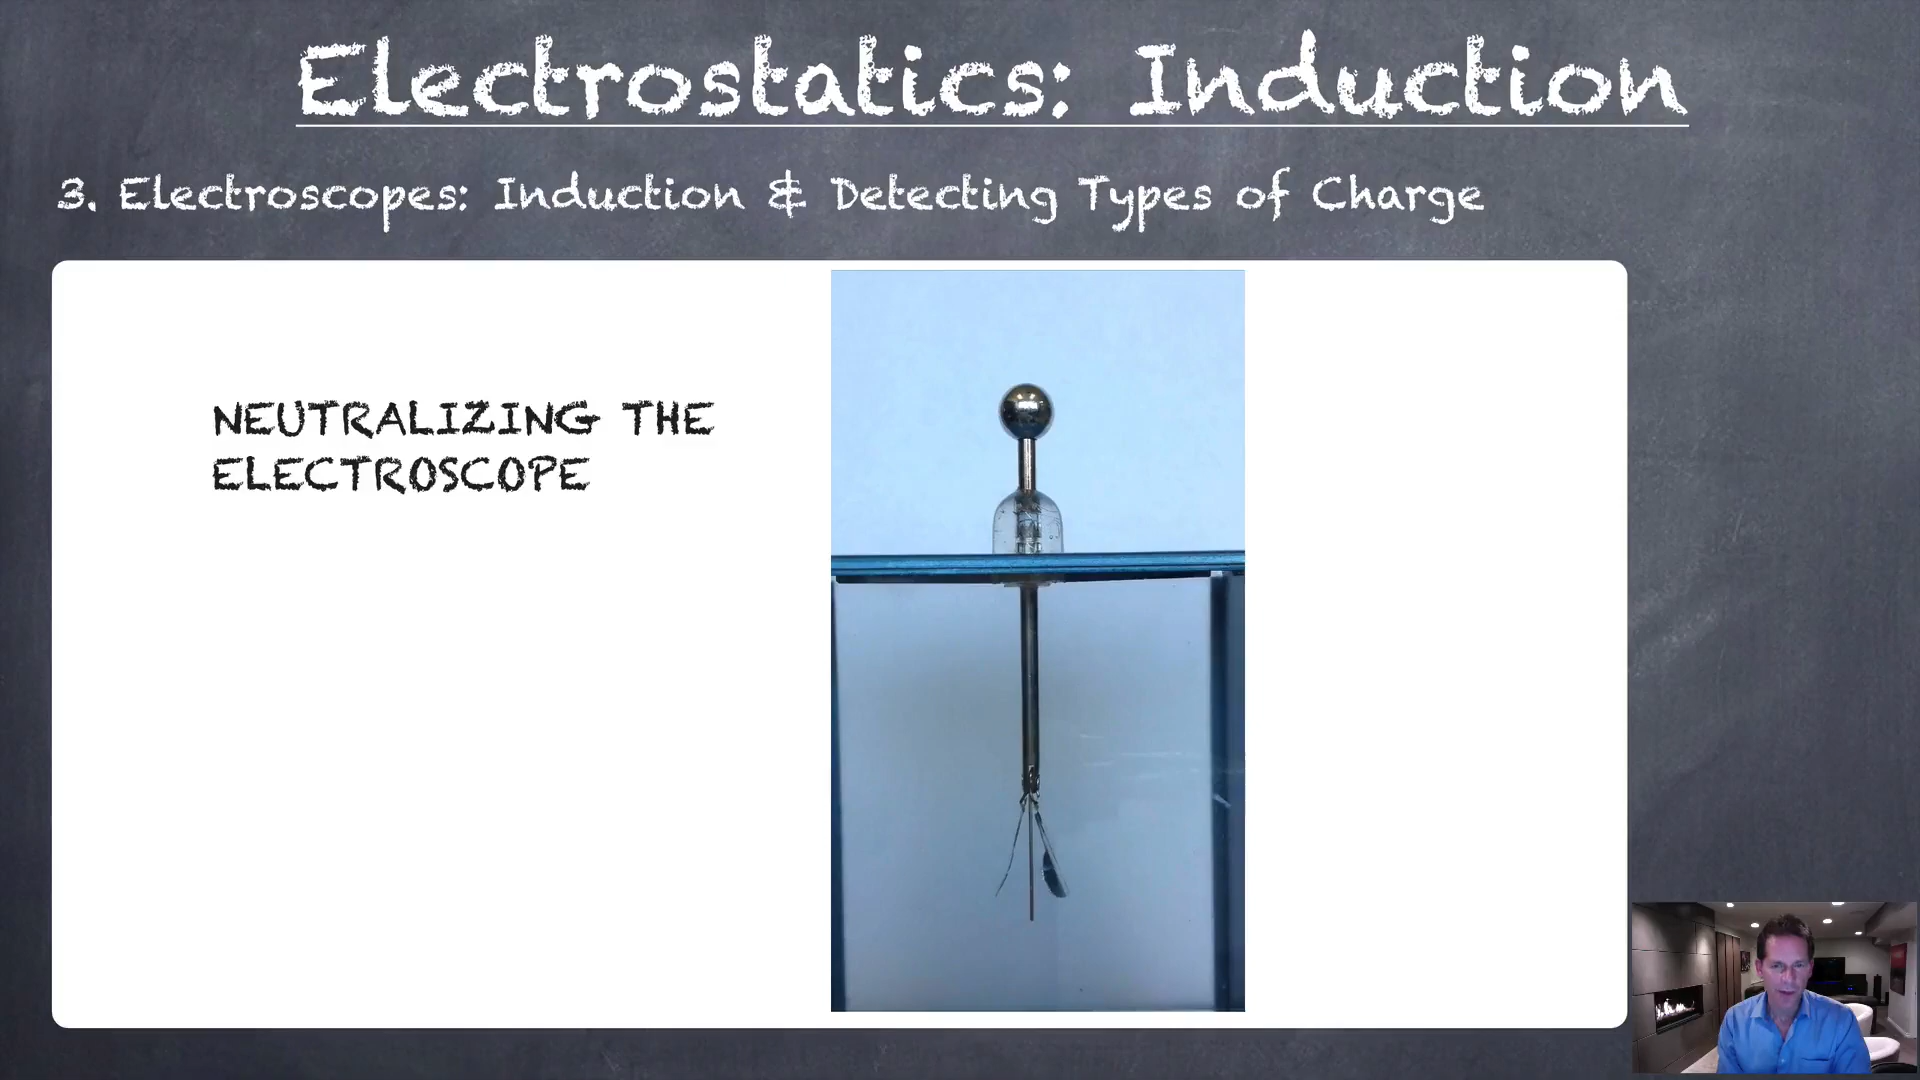 Electrostatics: Induction
3. Electroscopes: Induction & Detecting Types of Charge
NEUTRALIZING THE
ELECTROSCOPE